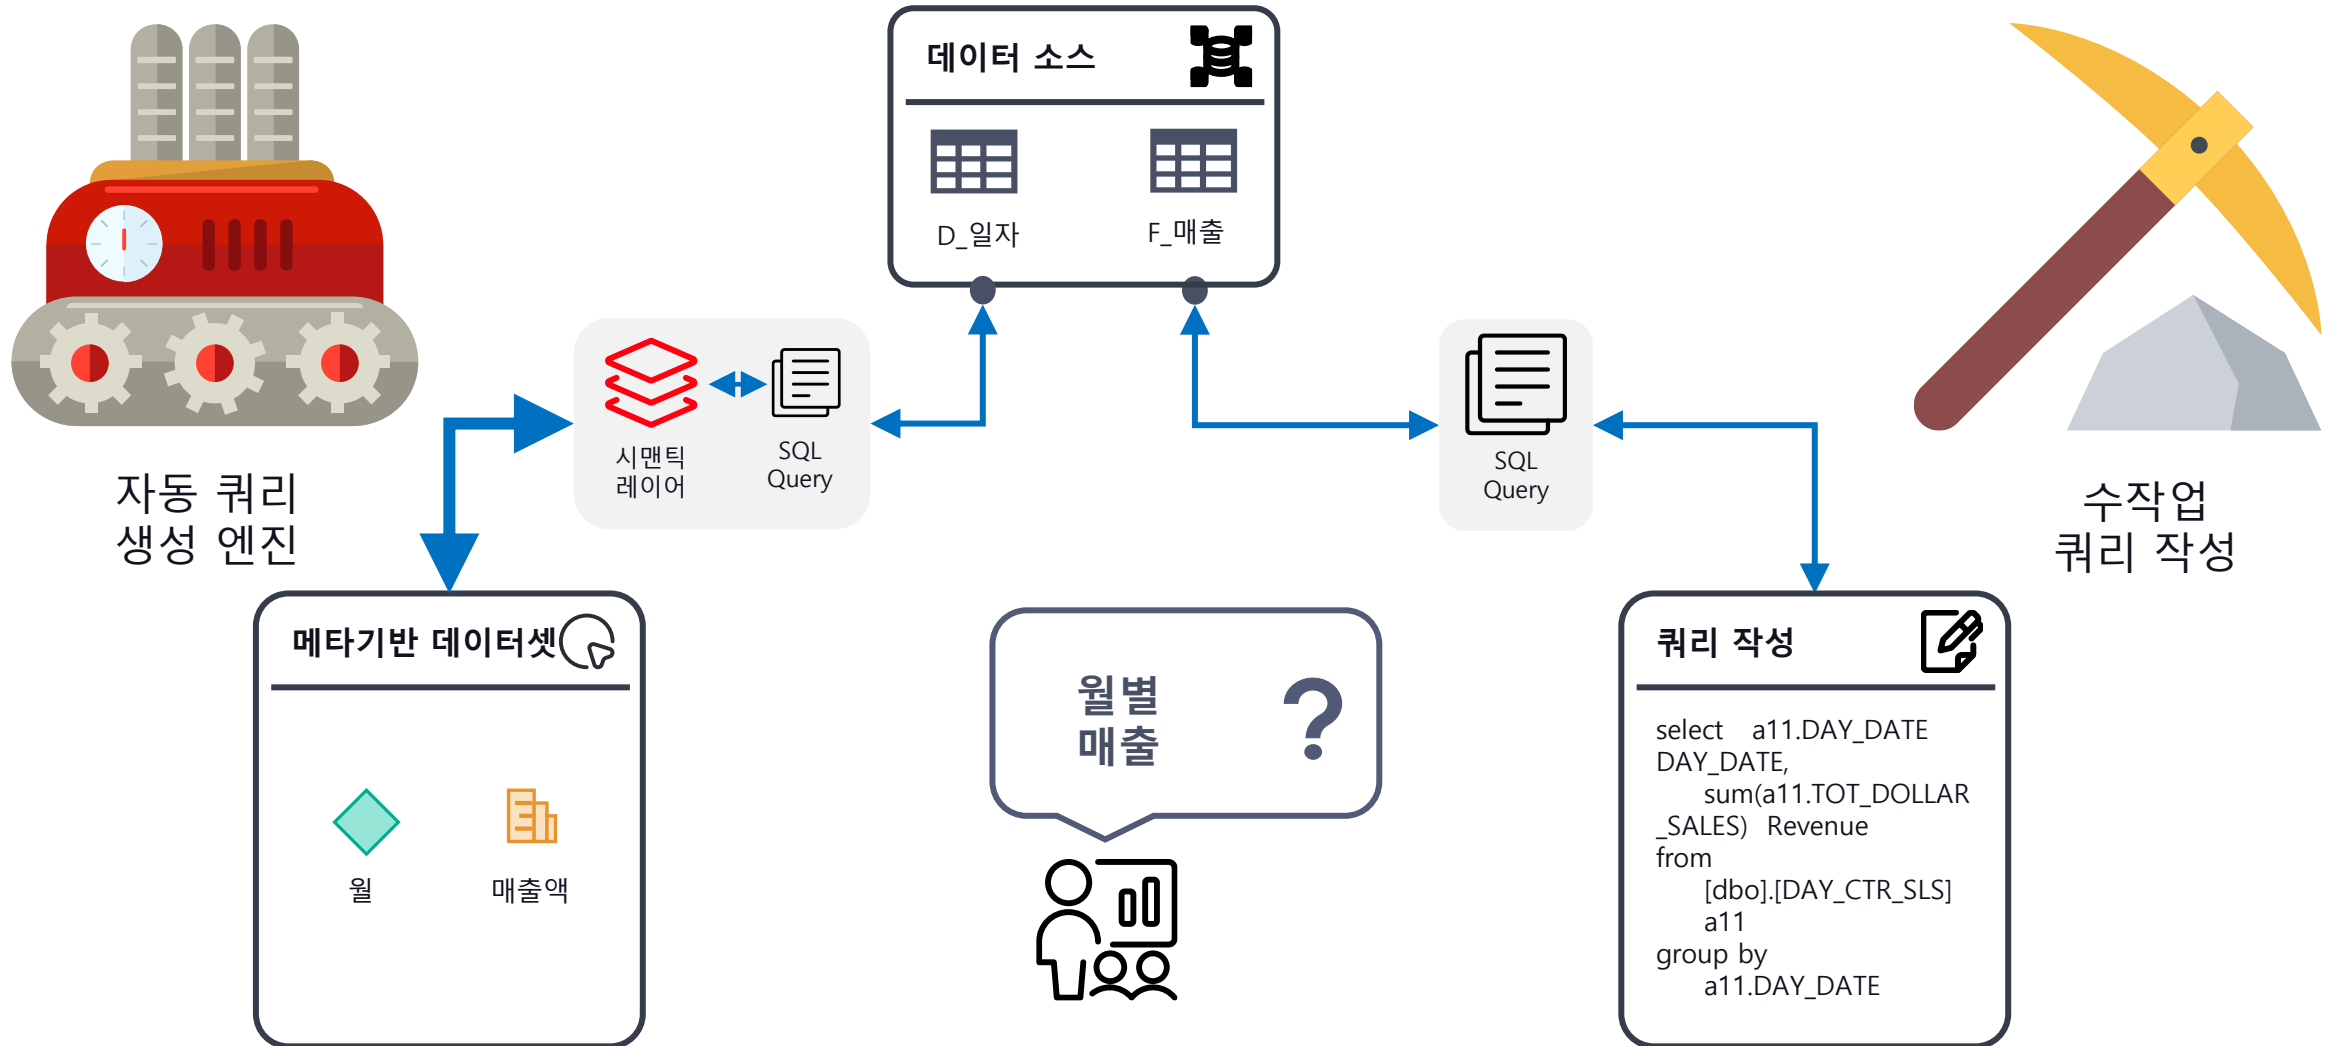 데이터 소스
D_일자
F_매출
시맨틱
레이어
SQL
Query
SQL
Query
자동 쿼리
생성 엔진
수작업
쿼리 작성
메타기반 데이터셋
월
매출액
월별
매출
?
쿼리 작성
select a11.DAY_DATE
DAY_DATE,
sum(a11.TOT_DOLLAR
_SALES) Revenue
from
[dbo].[DAY_CTR_SLS]
a11
group by
a11.DAY_DATE